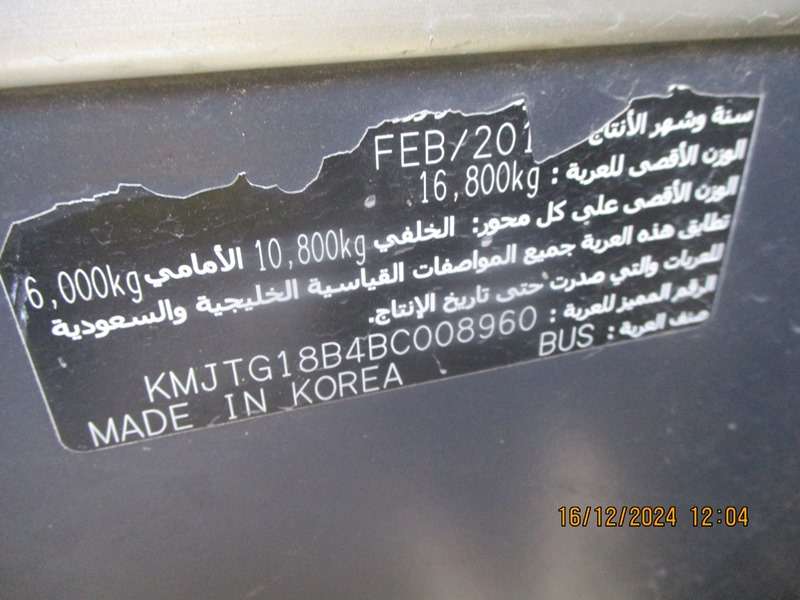 سنة وشهر الأنتاج
FEB/201
الوزن الأقصى للعربة : 16,800kg
الوزن الأقصى على كل محور: الخلفي 10,800kg الأمامي 6,000kg
تطابق هذه العربة جميع المواصفات القياسية الخليجية والسعودية
للعربات والتي صدرت حتى تاريخ الإنتاج.
الرقم المميز للعربة : KMJTG18B4BC008960
صنف العربة : BUS
MADE IN KOREA
16/12/2024 12:04